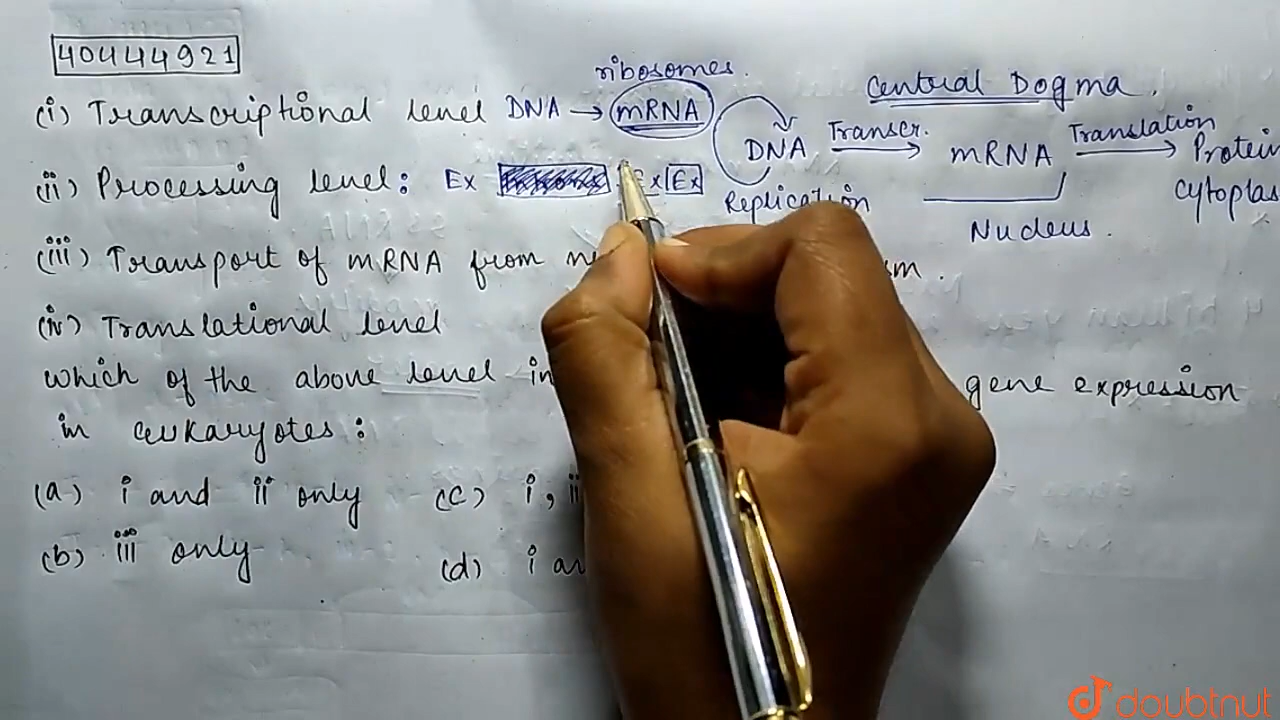 40444921
ribosomes.
Central Dogma.
(i) Transcriptional level DNA → mRNA
DNA Transcr. → mRNA Translation → Protein
(ii) Processing level: Ex Ex Ex
Replication
Nucleus.
cytoplas
(iii) Transport of mRNA from
(iv) Translational level
which of the above level in gene expression
in eukaryotes:
(a) i and ii only (c) i,
(b) iii only (d) i
doubtnut